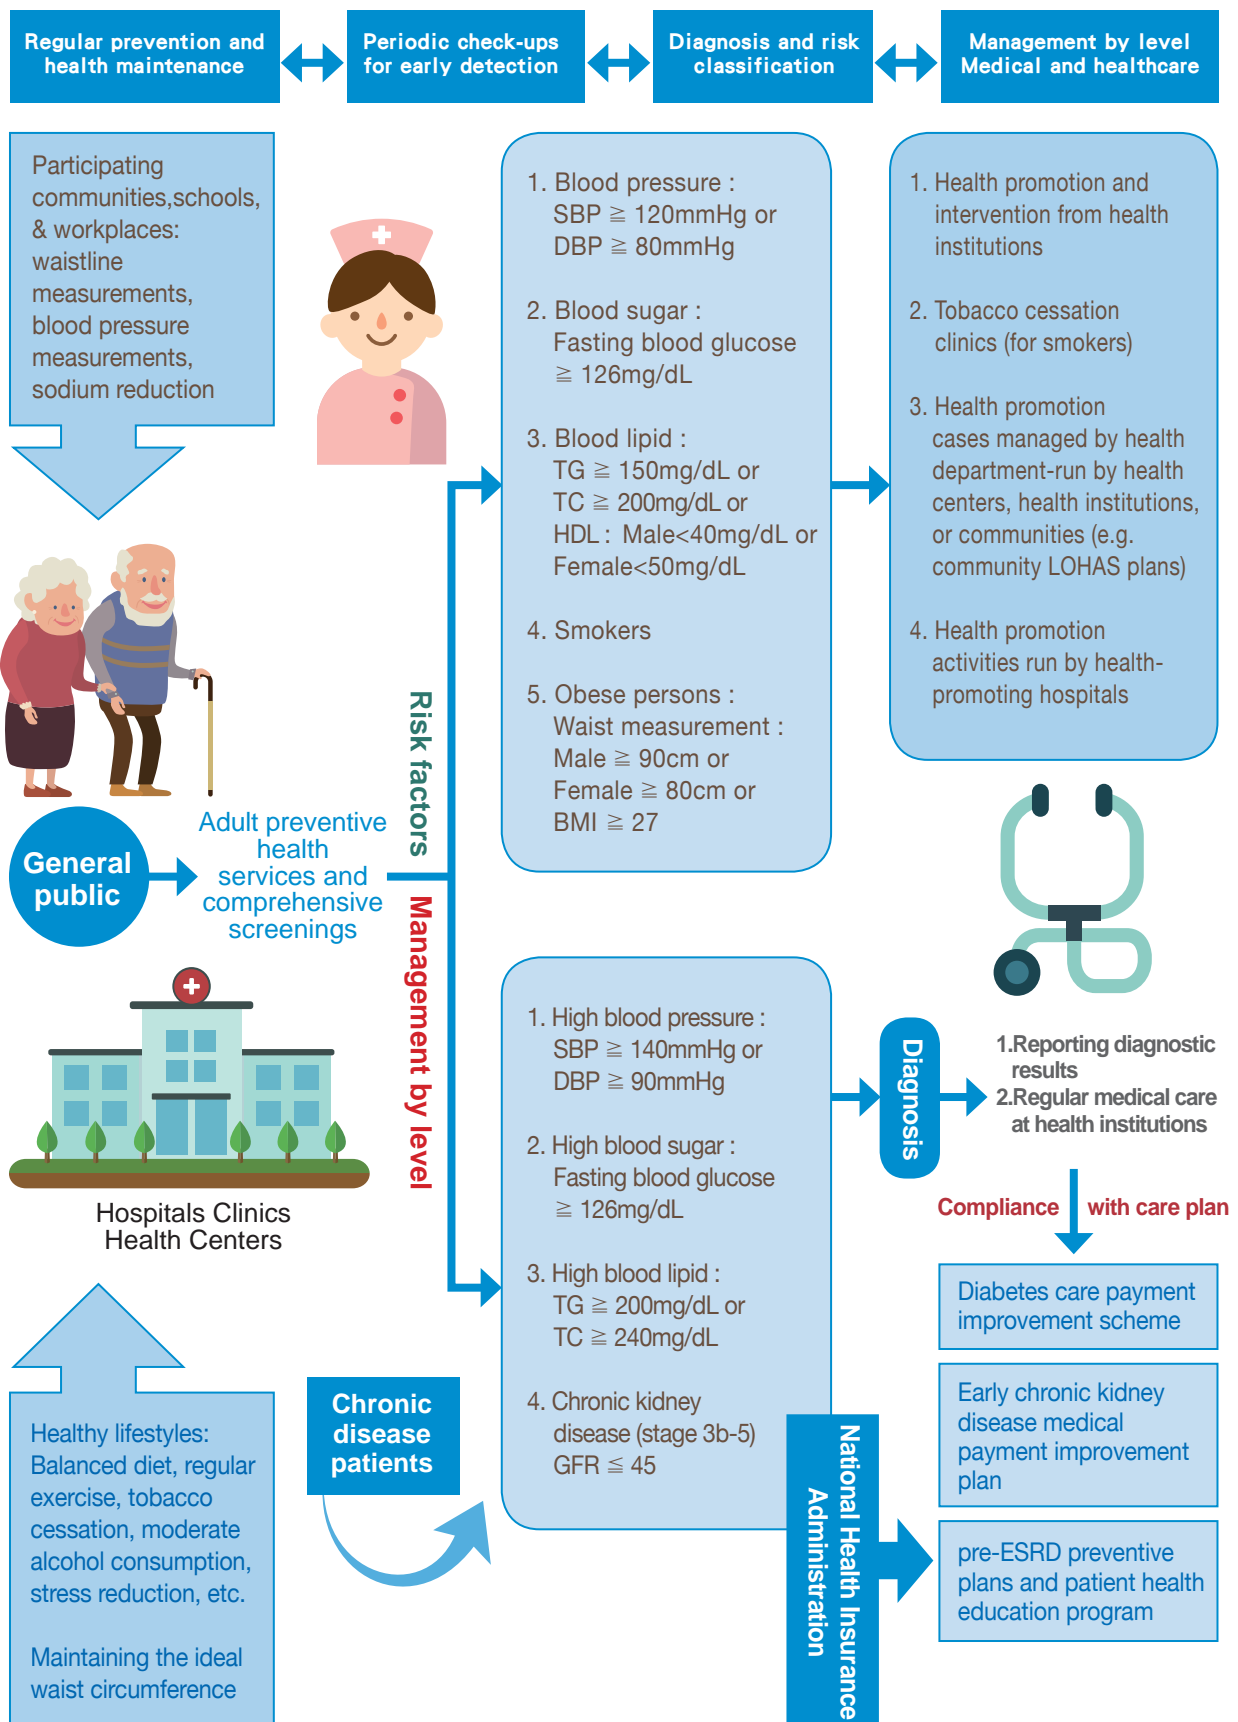 Regular prevention and
health maintenance
Periodic check-ups
for early detection
Diagnosis and risk
classification
Management by level
Medical and healthcare
Participating
communities,schools,
& workplaces:
waistline
measurements,
blood pressure
measurements,
sodium reduction
1. Blood pressure :
SBP ≧ 120mmHg or
DBP ≧ 80mmHg
2. Blood sugar :
Fasting blood glucose
≧ 126mg/dL
3. Blood lipid :
TG ≧ 150mg/dL or
TC ≧ 200mg/dL or
HDL : Male<40mg/dL or
Female<50mg/dL
4. Smokers
5. Obese persons :
Waist measurement :
Male ≧ 90cm or
Female ≧ 80cm or
BMI ≧ 27
1. Health promotion and
intervention from health
institutions
2. Tobacco cessation
clinics (for smokers)
3. Health promotion
cases managed by health
department-run by health
centers, health institutions,
or communities (e.g.
community LOHAS plans)
4. Health promotion
activities run by health-
promoting hospitals
General
public
Adult preventive
health
services and
comprehensive
screenings
Risk factors
Management by level
Hospitals Clinics
Health Centers
1. High blood pressure :
SBP ≧ 140mmHg or
DBP ≧ 90mmHg
2. High blood sugar :
Fasting blood glucose
≧ 126mg/dL
3. High blood lipid :
TG ≧ 200mg/dL or
TC ≧ 240mg/dL
4. Chronic kidney
disease (stage 3b-5)
GFR ≦ 45
Diagnosis
1.Reporting diagnostic
results
2.Regular medical care
at health institutions
Compliance with care plan
Diabetes care payment
improvement scheme
Early chronic kidney
disease medical
payment improvement
plan
pre-ESRD preventive
plans and patient health
education program
Chronic
disease
patients
National Health Insurance
Administration
Healthy lifestyles:
Balanced diet, regular
exercise, tobacco
cessation, moderate
alcohol consumption,
stress reduction, etc.
Maintaining the ideal
waist circumference